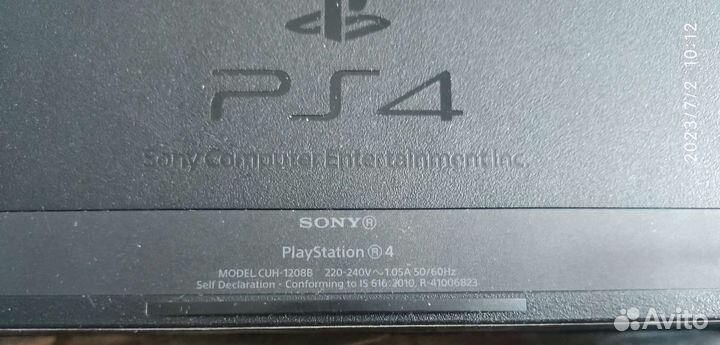 PS4
Sony Computer Entertainment Inc.
SONY®
PlayStation®4
MODEL CUH-1208B 220-240V~1.05A 50/60Hz
Self Declaration - Conforming to IS 616:2010, R-41006823
2023/7/2 10:12
Avito